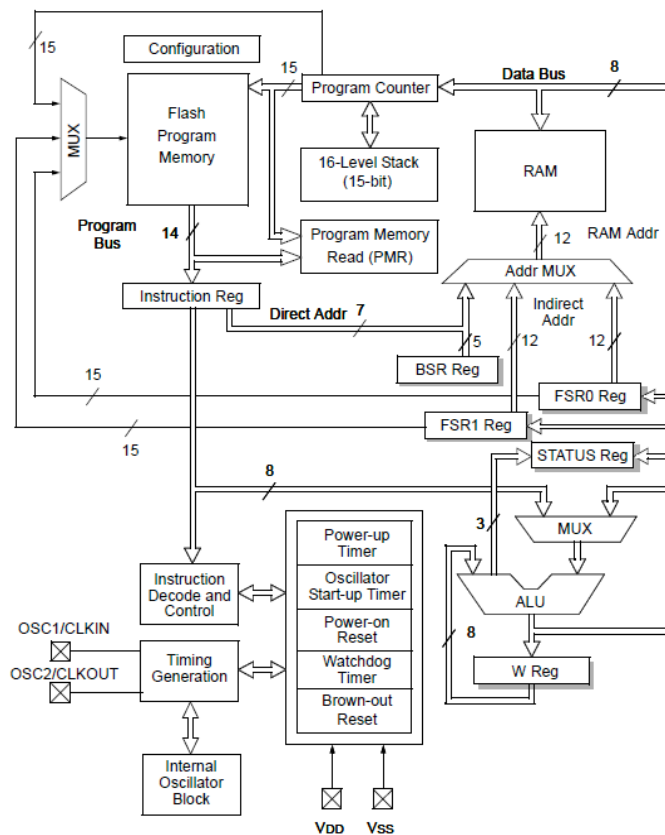 15
Configuration
15
Program Counter
Data Bus
8
MUX
Flash
Program
Memory
16-Level Stack
(15-bit)
RAM
Program
Bus
14
Program Memory
Read (PMR)
12
RAM Addr
Addr MUX
Instruction Reg
Direct Addr
7
Indirect
Addr
5
12
12
BSR Reg
15
FSR0 Reg
15
FSR1 Reg
STATUS Reg
8
3
MUX
Power-up
Timer
Instruction
Decode and
Control
Oscillator
Start-up Timer
ALU
Power-on
Reset
8
OSC1/CLKIN
OSC2/CLKOUT
Timing
Generation
Watchdog
Timer
W Reg
Brown-out
Reset
Internal
Oscillator
Block
VDD
VSS